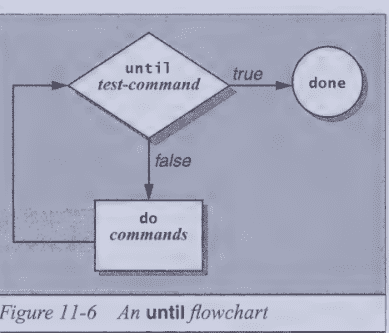 until
test-command
true
done
false
do
commands
Figure 11-6 An until flowchart